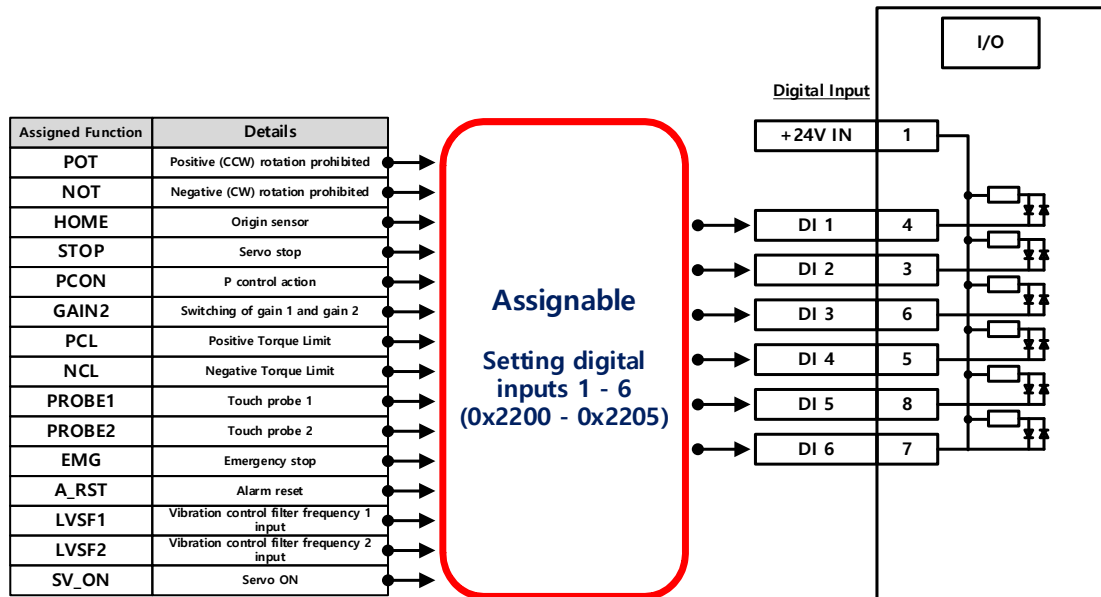 I/O
Digital Input
+24V IN 1
Assigned Function Details
POT Positive (CCW) rotation prohibited
NOT Negative (CW) rotation prohibited
HOME Origin sensor
STOP Servo stop
PCON P control action
GAIN2 Switching of gain 1 and gain 2
PCL Positive Torque Limit
NCL Negative Torque Limit
PROBE1 Touch probe 1
PROBE2 Touch probe 2
EMG Emergency stop
A_RST Alarm reset
LVSF1 Vibration control filter frequency 1
input
LVSF2 Vibration control filter frequency 2
input
SV_ON Servo ON
Assignable
Setting digital
inputs 1 - 6
(0x2200 - 0x2205)
DI 1 4
DI 2 3
DI 3 6
DI 4 5
DI 5 8
DI 6 7